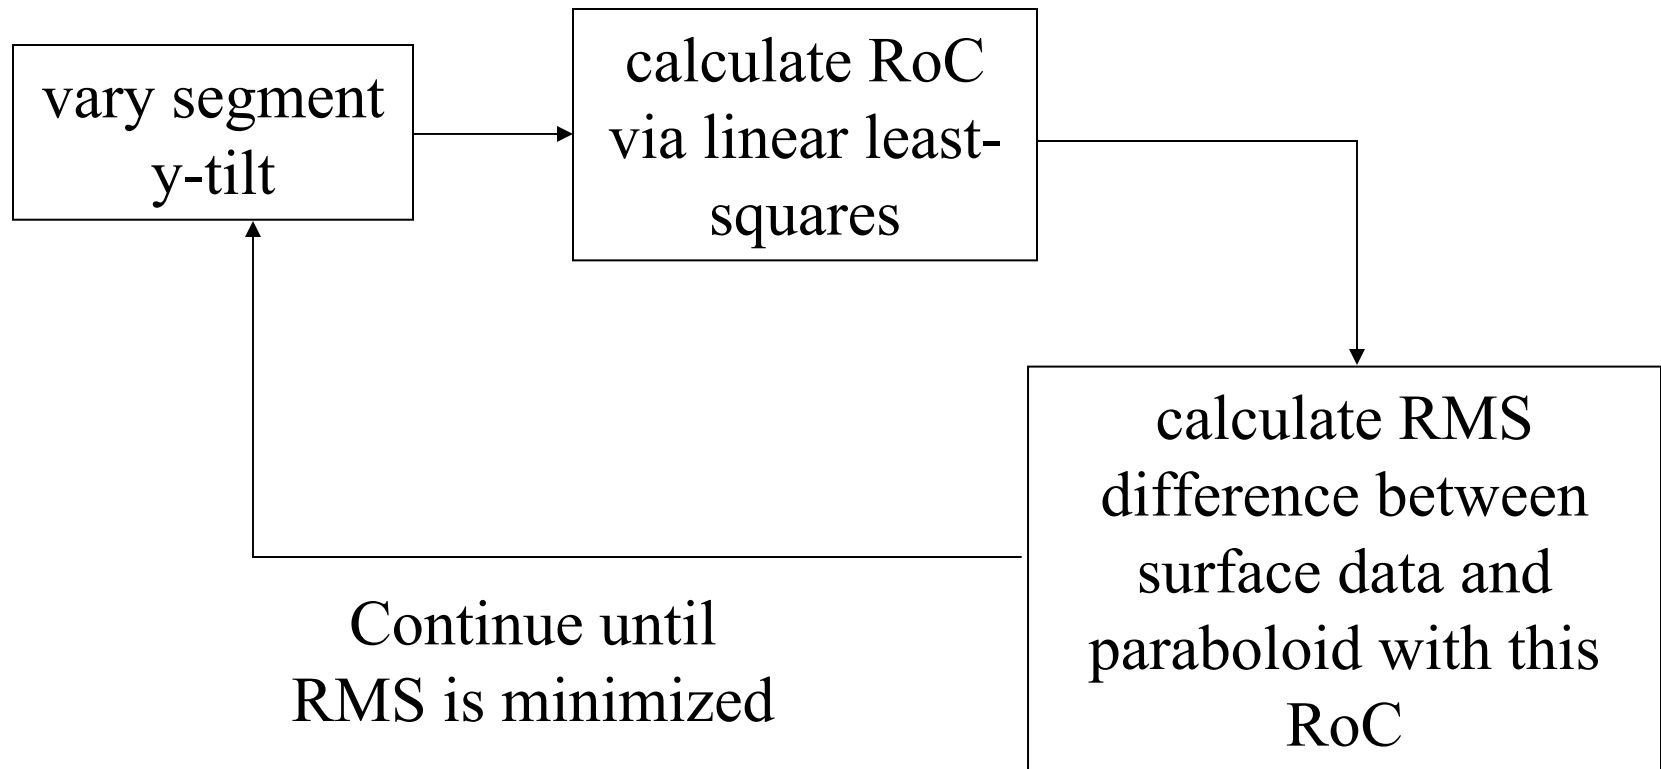 vary segment
y-tilt
calculate RoC
via linear least-
squares
calculate RMS
difference between
surface data and
paraboloid with this
RoC
Continue until
RMS is minimized